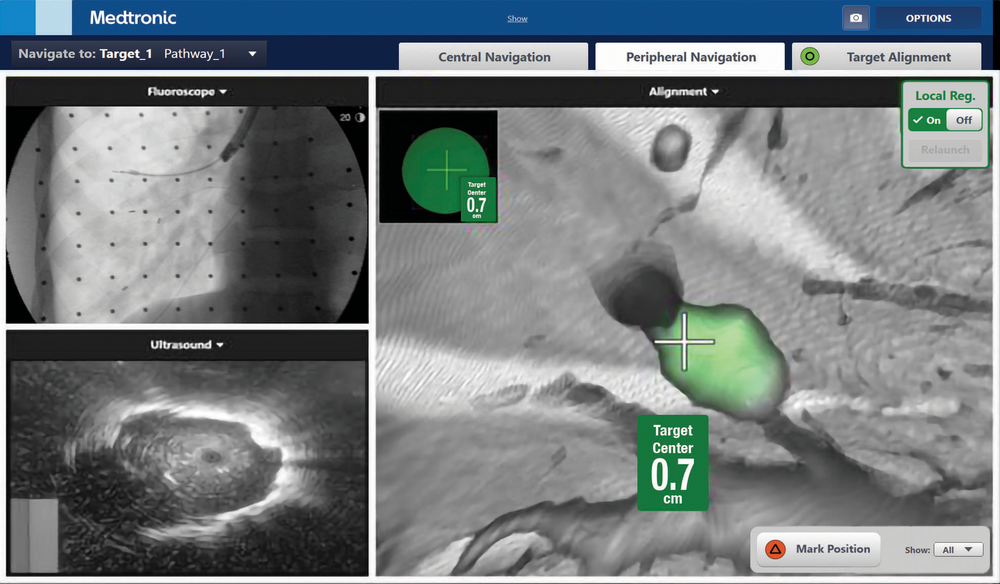 Medtronic
Show
OPTIONS
Navigate to: Target_1 Pathway_1
Central Navigation
Peripheral Navigation
Target Alignment
Fluoroscope
20
Alignment
Local Reg.
On
Off
Relaunch
Target
Center
0.7
om
Ultrasound
Target
Center
0.7
cm
Mark Position
Show: All